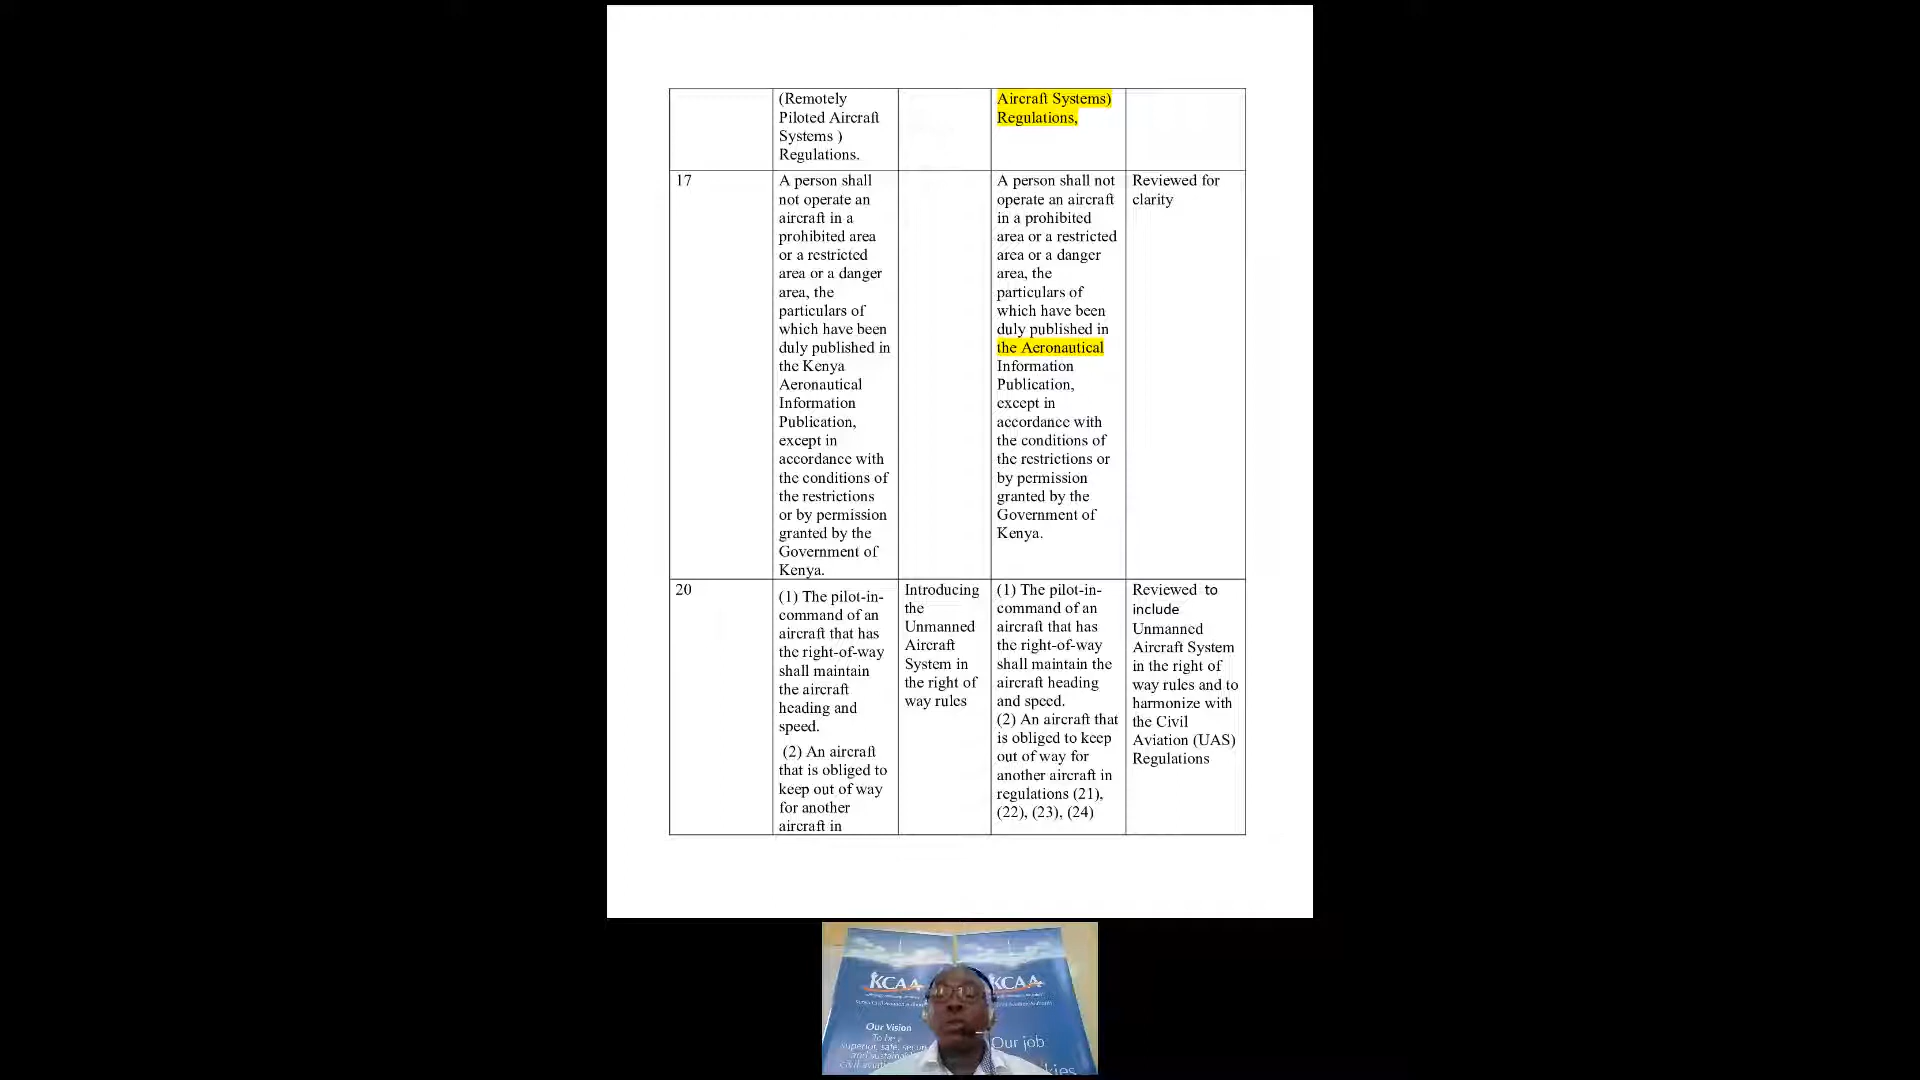 (Remotely
Piloted Aircraft
Systems )
Regulations.
Aircraft Systems)
Regulations,
17
A person shall
not operate an
aircraft in a
prohibited area
or a restricted
area or a danger
area, the
particulars of
which have been
duly published in
the Kenya
Aeronautical
Information
Publication,
except in
accordance with
the conditions of
the restrictions
or by permission
granted by the
Government of
Kenya.
A person shall not
operate an aircraft
in a prohibited
area or a restricted
area or a danger
area, the
particulars of
which have been
duly published in
the Aeronautical
Information
Publication,
except in
accordance with
the conditions of
the restrictions or
by permission
granted by the
Government of
Kenya.
Reviewed for
clarity
20
(1) The pilot-in-
command of an
aircraft that has
the right-of-way
shall maintain
the aircraft
heading and
speed.
(2) An aircraft
that is obliged to
keep out of way
for another
aircraft in
Introducing
the
Unmanned
Aircraft
System in
the right of
way rules
(1) The pilot-in-
command of an
aircraft that has
the right-of-way
shall maintain the
aircraft heading
and speed.
(2) An aircraft that
is obliged to keep
out of way for
another aircraft in
regulations (21),
(22), (23), (24)
Reviewed to
include
Unmanned
Aircraft System
in the right of
way rules and to
harmonize with
the Civil
Aviation (UAS)
Regulations
KCAA
KCAA
Our Vision
To be a
superior, safe, secure
and sustainable
Our job